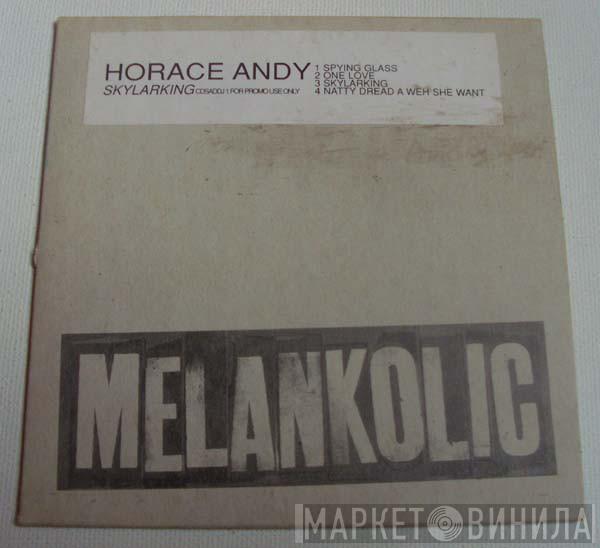 HORACE ANDY
SKYLARKING CDSADDJ 1 FOR PROMO USE ONLY
1 SPYING GLASS
2 ONE LOVE
3 SKYLARKING
4 NATTY DREAD A WEH SHE WANT
MELANKOLIC
МАРКЕТ ВИНИЛА